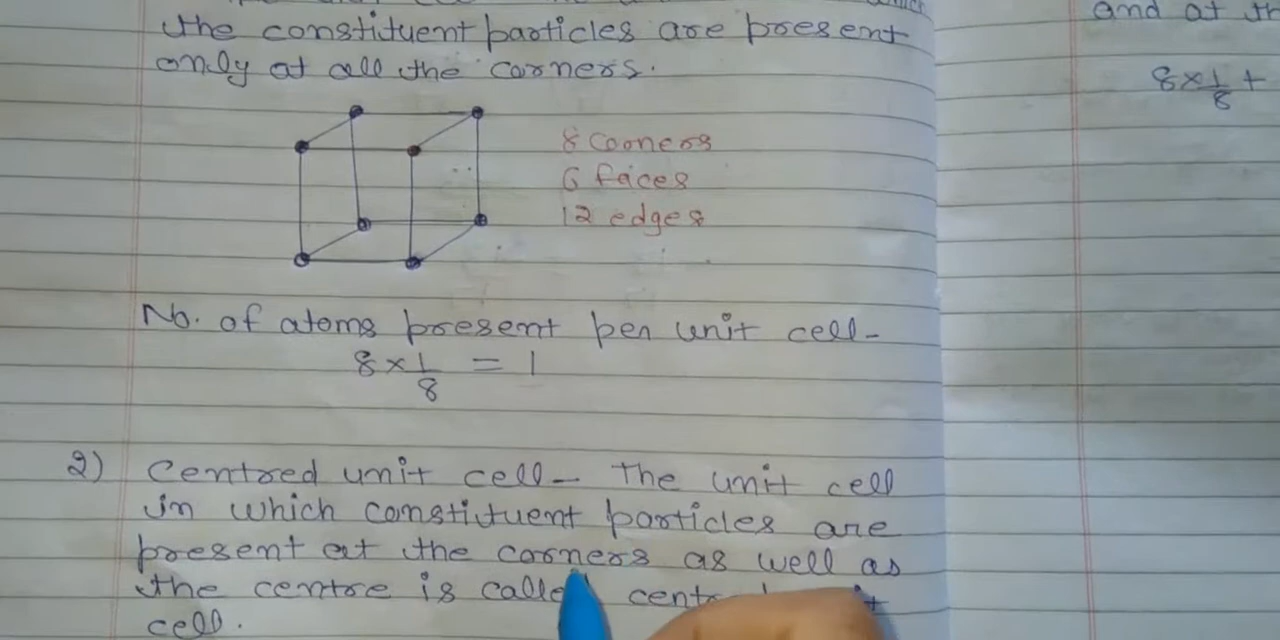 the constituent particles are present
only at all the corners.
8 Corners
6 faces
12 edges
No. of atoms present per unit cell-
8 × 1/8 = 1
2) Centred unit cell- The unit cell
in which constituent particles are
present at the corners as well as
the centre is called
cell.
and at
8 × 1/8 +